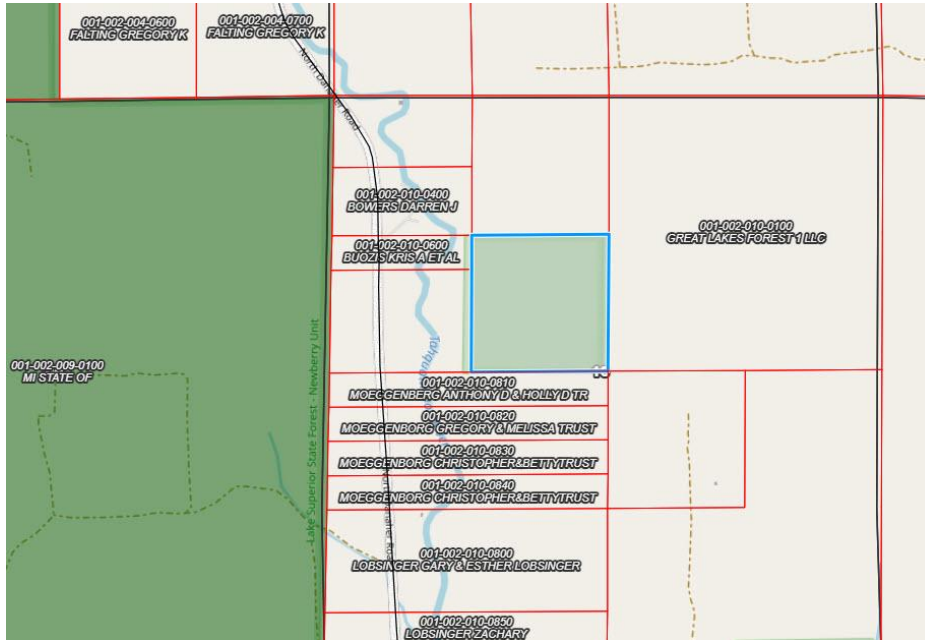 001-002-004-0600
FALTING GREGORY K
001-002-004-0700
FALTING GREGORY K
001-002-010-0400
BOWERS DARREN J
001-002-010-0600
BUOZIS KRIS A ET AL
001-002-010-0100
GREAT LAKES FOREST 1 LLC
001-002-009-0100
MI STATE OF
Lake Superior State Forest - Newberry Unit
001-002-010-0810
MOEGGENBERG ANTHONY D & HOLLY D TR
001-002-010-0820
MOEGGENBORG GREGORY & MELISSA TRUST
001-002-010-0830
MOEGGENBORG CHRISTOPHER&BETTYTRUST
001-002-010-0840
MOEGGENBORG CHRISTOPHER&BETTYTRUST
001-002-010-0800
LOBSINGER GARY & ESTHER LOBSINGER
001-002-010-0850
LOBSINGER ZACHARY